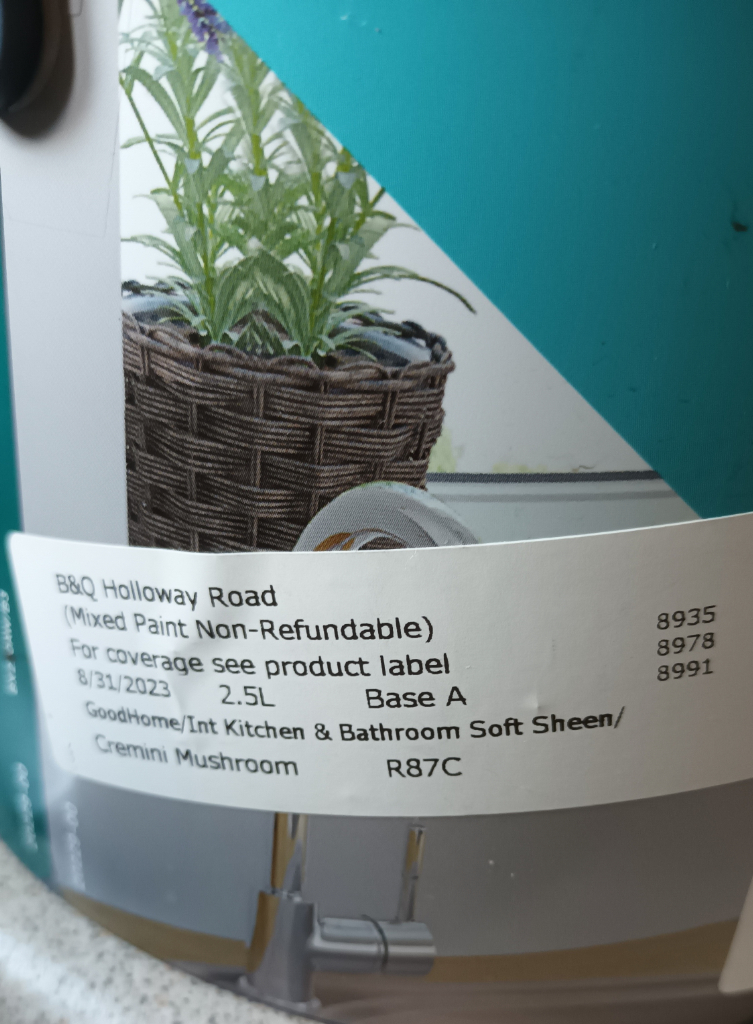 B&Q Holloway Road
(Mixed Paint Non-Refundable) 8935
For coverage see product label 8978
8/31/2023 2.5L Base A 8991
GoodHome/Int Kitchen & Bathroom Soft Sheen/
Cremini Mushroom R87C